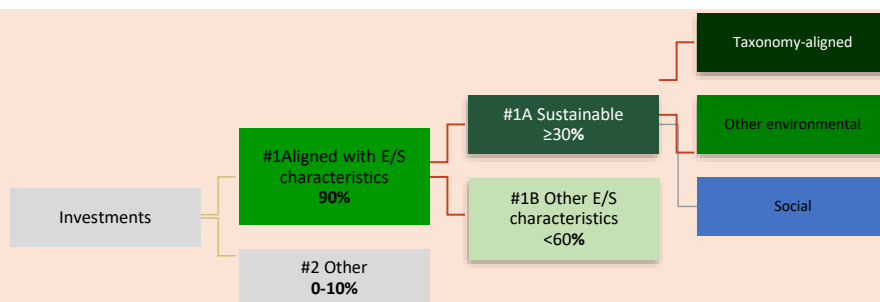 Taxonomy-aligned
#1A Sustainable
≥30%
Other environmental
#1Aligned with E/S
characteristics
90%
#1B Other E/S
characteristics
<60%
Investments
Social
#2 Other
0-10%